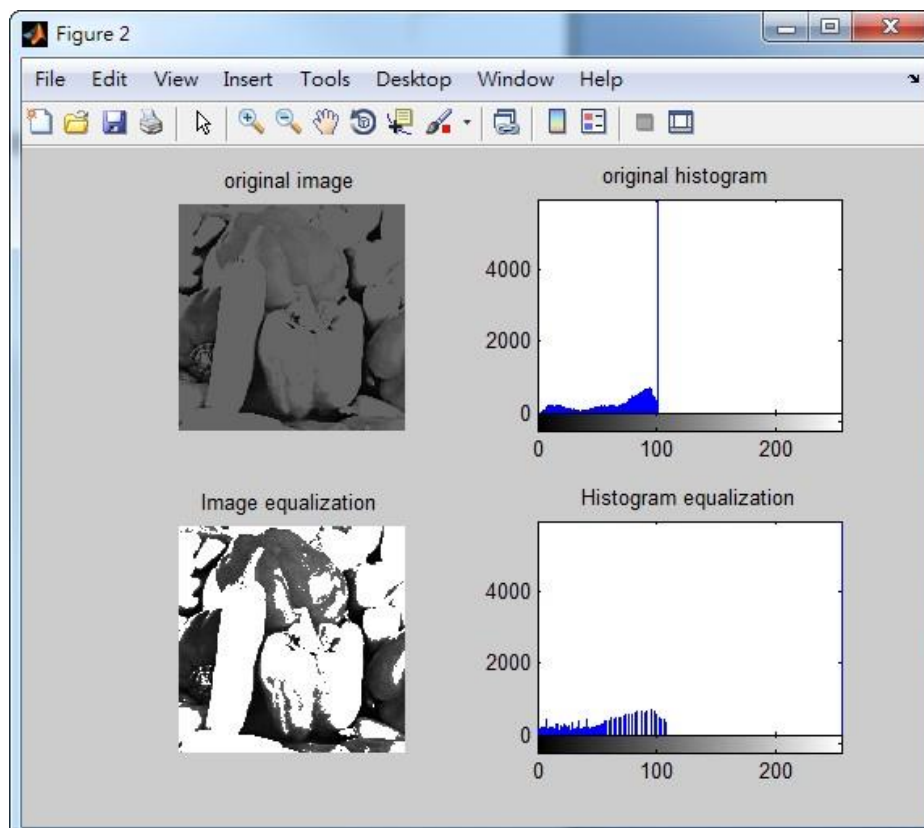 Figure 2
File Edit View Insert Tools Desktop Window Help
original image
original histogram
4000
2000
0
0 100 200
Image equalization
Histogram equalization
4000
2000
0
0 100 200